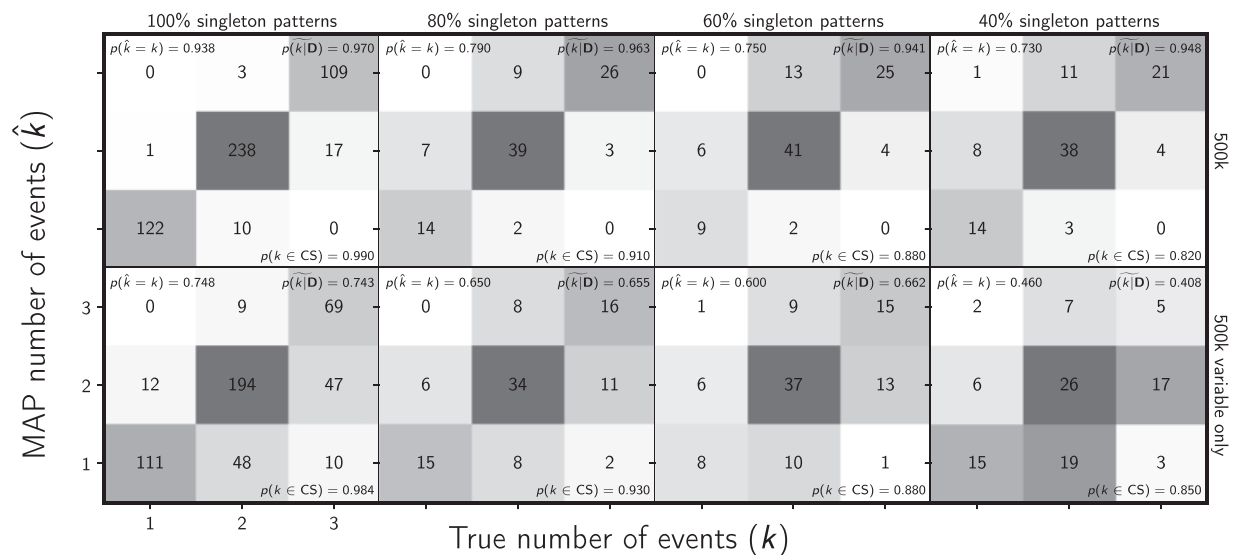 100% singleton patterns 80% singleton patterns 60% singleton patterns 40% singleton patterns
p(k̂ = k) = 0.938 p(k|D)͠ = 0.970 p(k̂ = k) = 0.790 p(k|D)͠ = 0.963 p(k̂ = k) = 0.750 p(k|D)͠ = 0.941 p(k̂ = k) = 0.730 p(k|D)͠ = 0.948
0 3 109 0 9 26 0 13 25 1 11 21
1 238 17 7 39 3 6 41 4 8 38 4
122 10 0 14 2 0 9 2 0 14 3 0
p(k ∈ CS) = 0.990 p(k ∈ CS) = 0.910 p(k ∈ CS) = 0.880 p(k ∈ CS) = 0.820
500k
p(k̂ = k) = 0.748 p(k|D)͠ = 0.743 p(k̂ = k) = 0.650 p(k|D)͠ = 0.655 p(k̂ = k) = 0.600 p(k|D)͠ = 0.662 p(k̂ = k) = 0.460 p(k|D)͠ = 0.408
3 0 9 69 0 8 16 1 9 15 2 7 5
2 12 194 47 6 34 11 6 37 13 6 26 17
1 111 48 10 15 8 2 8 10 1 15 19 3
p(k ∈ CS) = 0.984 p(k ∈ CS) = 0.930 p(k ∈ CS) = 0.880 p(k ∈ CS) = 0.850
500k variable only
1 2 3
MAP number of events (k̂)
True number of events (k)